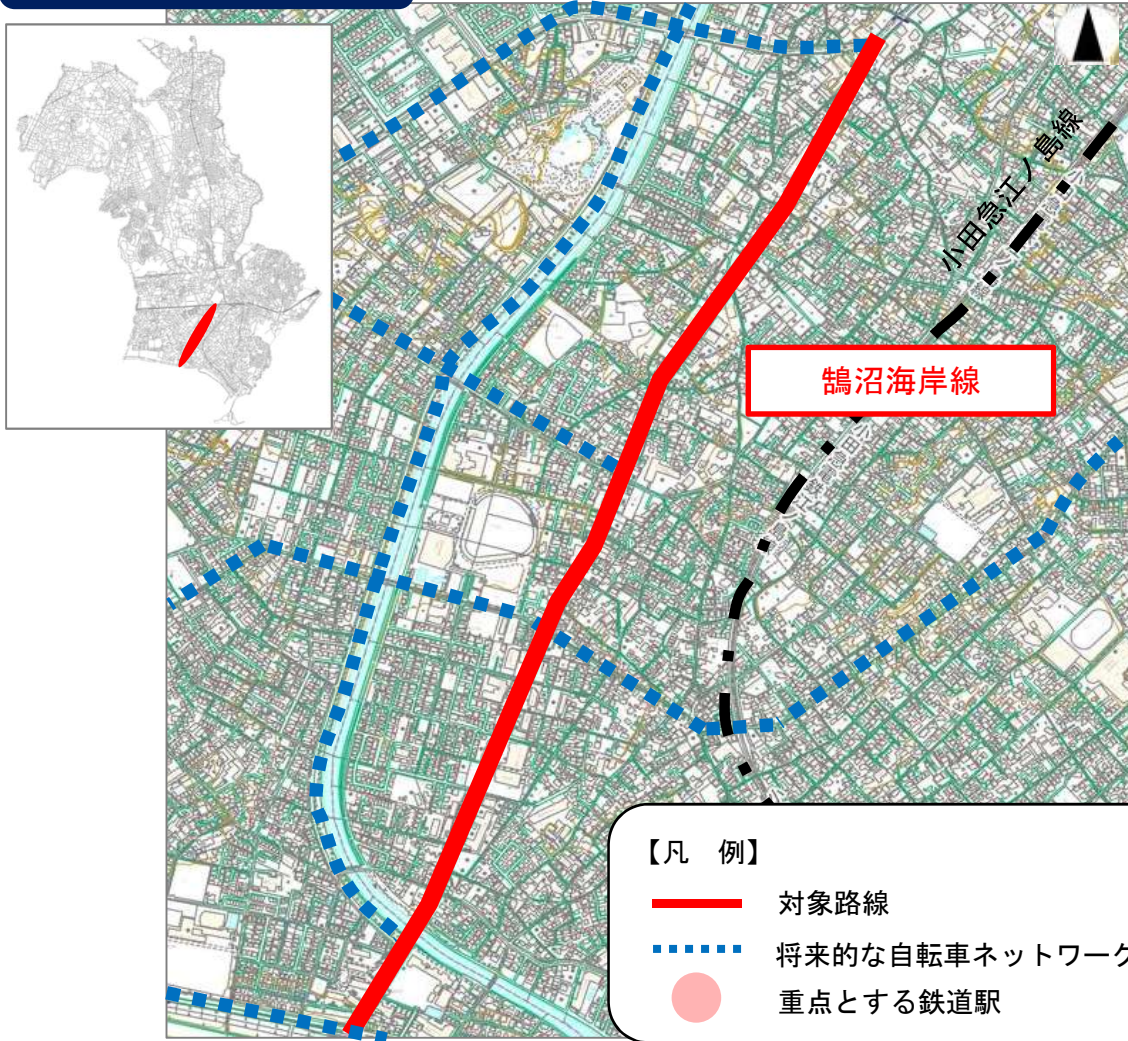 小田急江ノ島線
鵠沼海岸線
【凡　例】
対象路線
将来的な自転車ネットワーク
重点とする鉄道駅